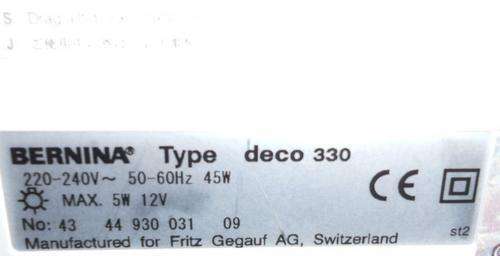 S:
J:
BERNINA® Type deco 330
220-240V~ 50-60Hz 45W
MAX. 5W 12V
No: 43 44 930 031 09
Manufactured for Fritz Gegauf AG, Switzerland
CE
st2